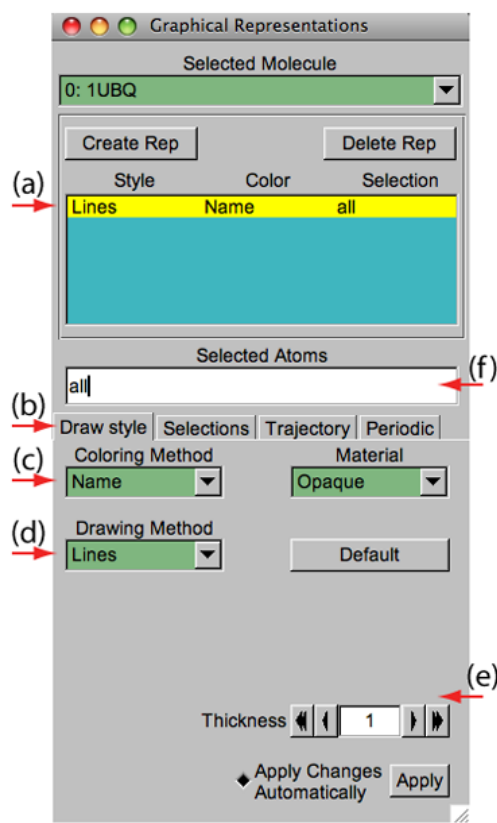 Graphical Representations
Selected Molecule
0: 1UBQ
Create Rep Delete Rep
Style Color Selection
(a)
Lines Name all
Selected Atoms
(f)
all
(b)
Draw style Selections Trajectory Periodic
(c)
Coloring Method Material
Name Opaque
(d)
Drawing Method
Lines Default
(e)
Thickness 1
Apply Changes
Automatically Apply